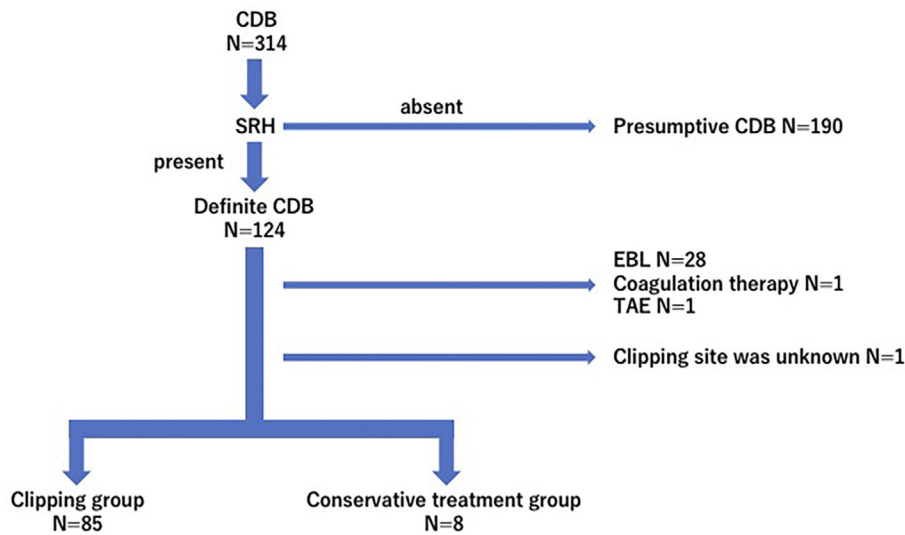 CDB
N=314
absent
SRH
Presumptive CDB N=190
present
Definite CDB
N=124
EBL N=28
Coagulation therapy N=1
TAE N=1
Clipping site was unknown N=1
Clipping group
N=85
Conservative treatment group
N=8